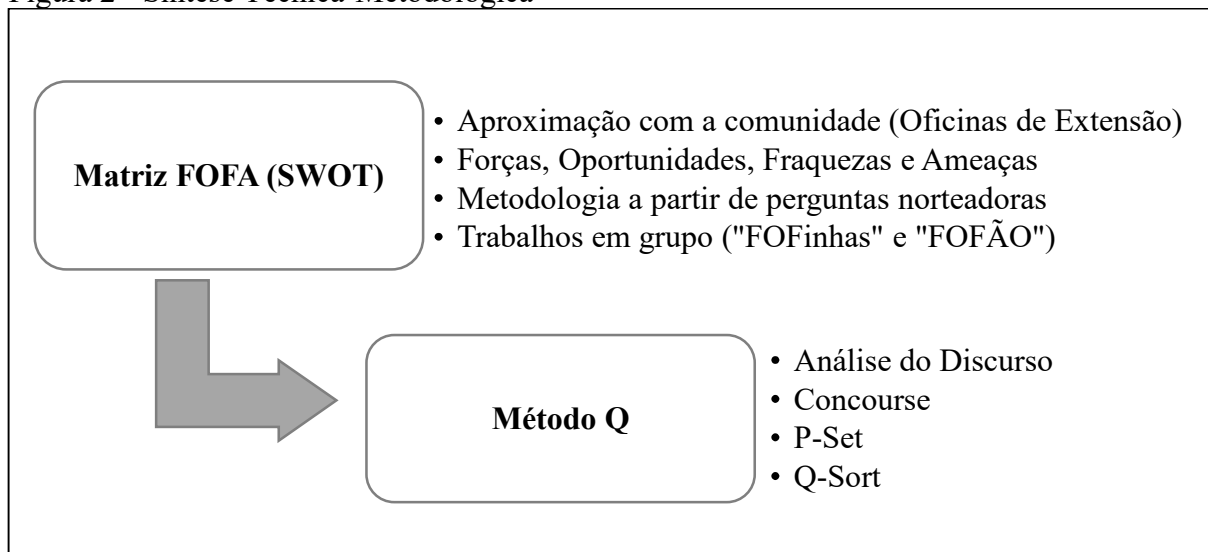 Figura 2 - Síntese Técnica-Metodológica
Matriz FOFA (SWOT)
• Aproximação com a comunidade (Oficinas de Extensão)
• Forças, Oportunidades, Fraquezas e Ameaças
• Metodologia a partir de perguntas norteadoras
• Trabalhos em grupo ("FOFinhas" e "FOFÃO")
Método Q
• Análise do Discurso
• Concourse
• P-Set
• Q-Sort